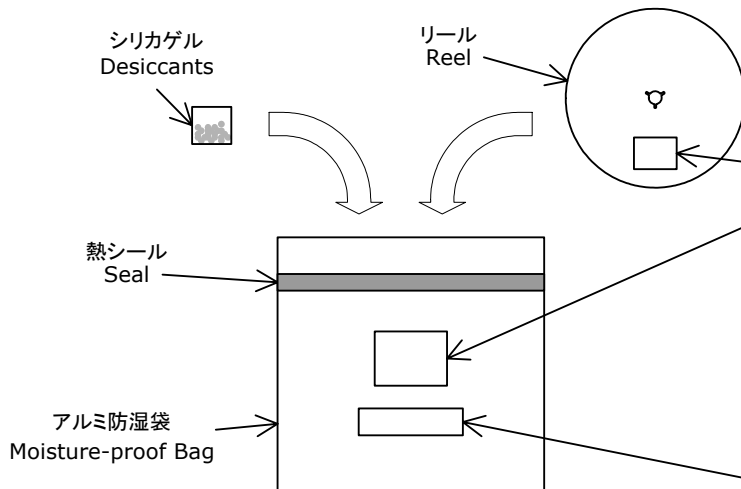 シリカゲル
Desiccants
リール
Reel
熱シール
Seal
アルミ防湿袋
Moisture-proof Bag